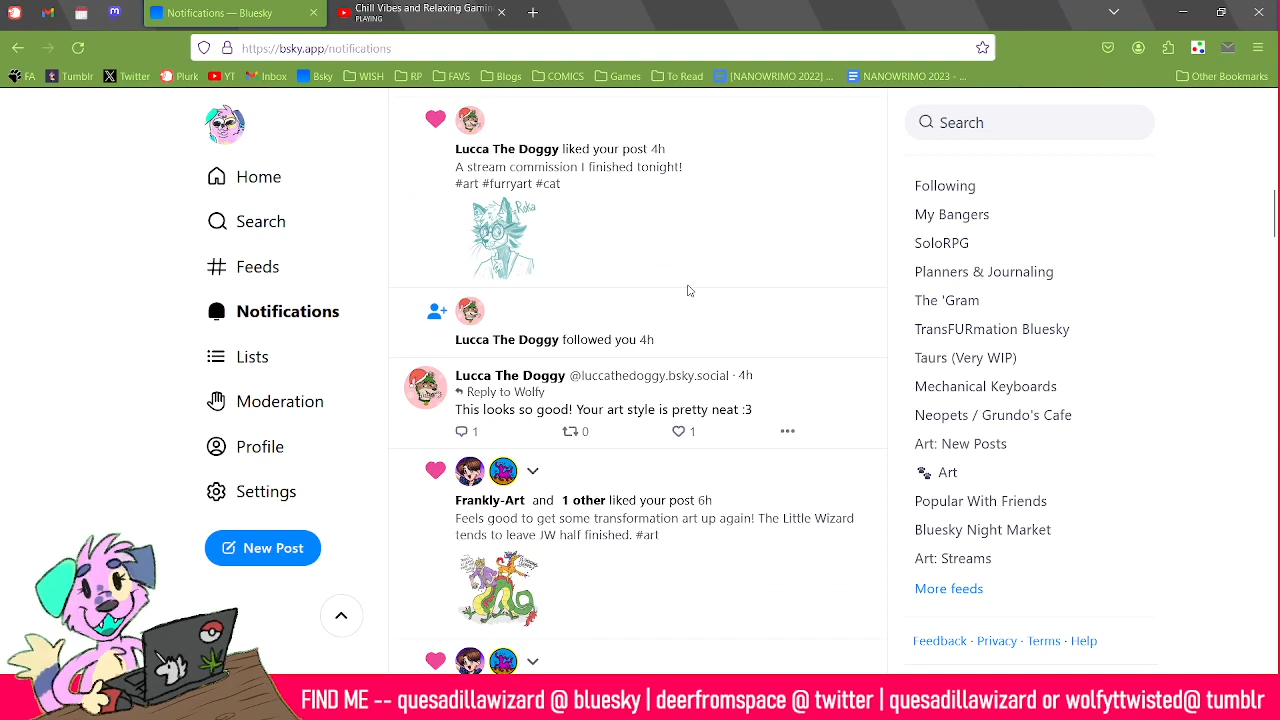 Notifications — Bluesky
Chill Vibes and Relaxing Gaming
PLAYING
https://bsky.app/notifications
FA
Tumblr
Twitter
Plurk
YT
Inbox
Bsky
WISH
RP
FAVS
Blogs
COMICS
Games
To Read
[NANOWRIMO 2022] ...
NANOWRIMO 2023 - ...
Other Bookmarks
Home
Search
Feeds
Notifications
Lists
Moderation
Profile
Settings
New Post
Lucca The Doggy liked your post 4h
A stream commission I finished tonight!
#art #furryart #cat
Lucca The Doggy followed you 4h
Lucca The Doggy @luccathedoggy.bsky.social · 4h
Reply to Wolfy
This looks so good! Your art style is pretty neat :3
1 0 1
Frankly-Art and 1 other liked your post 6h
Feels good to get some transformation art up again! The Little Wizard
tends to leave JW half finished. #art
Search
Following
My Bangers
SoloRPG
Planners & Journaling
The 'Gram
TransFURmation Bluesky
Taurs (Very WIP)
Mechanical Keyboards
Neopets / Grundo's Cafe
Art: New Posts
Art
Popular With Friends
Bluesky Night Market
Art: Streams
More feeds
Feedback · Privacy · Terms · Help
FIND ME -- quesadillawizard @ bluesky | deerfromspace @ twitter | quesadillawizard or wolfyttwisted@ tumblr